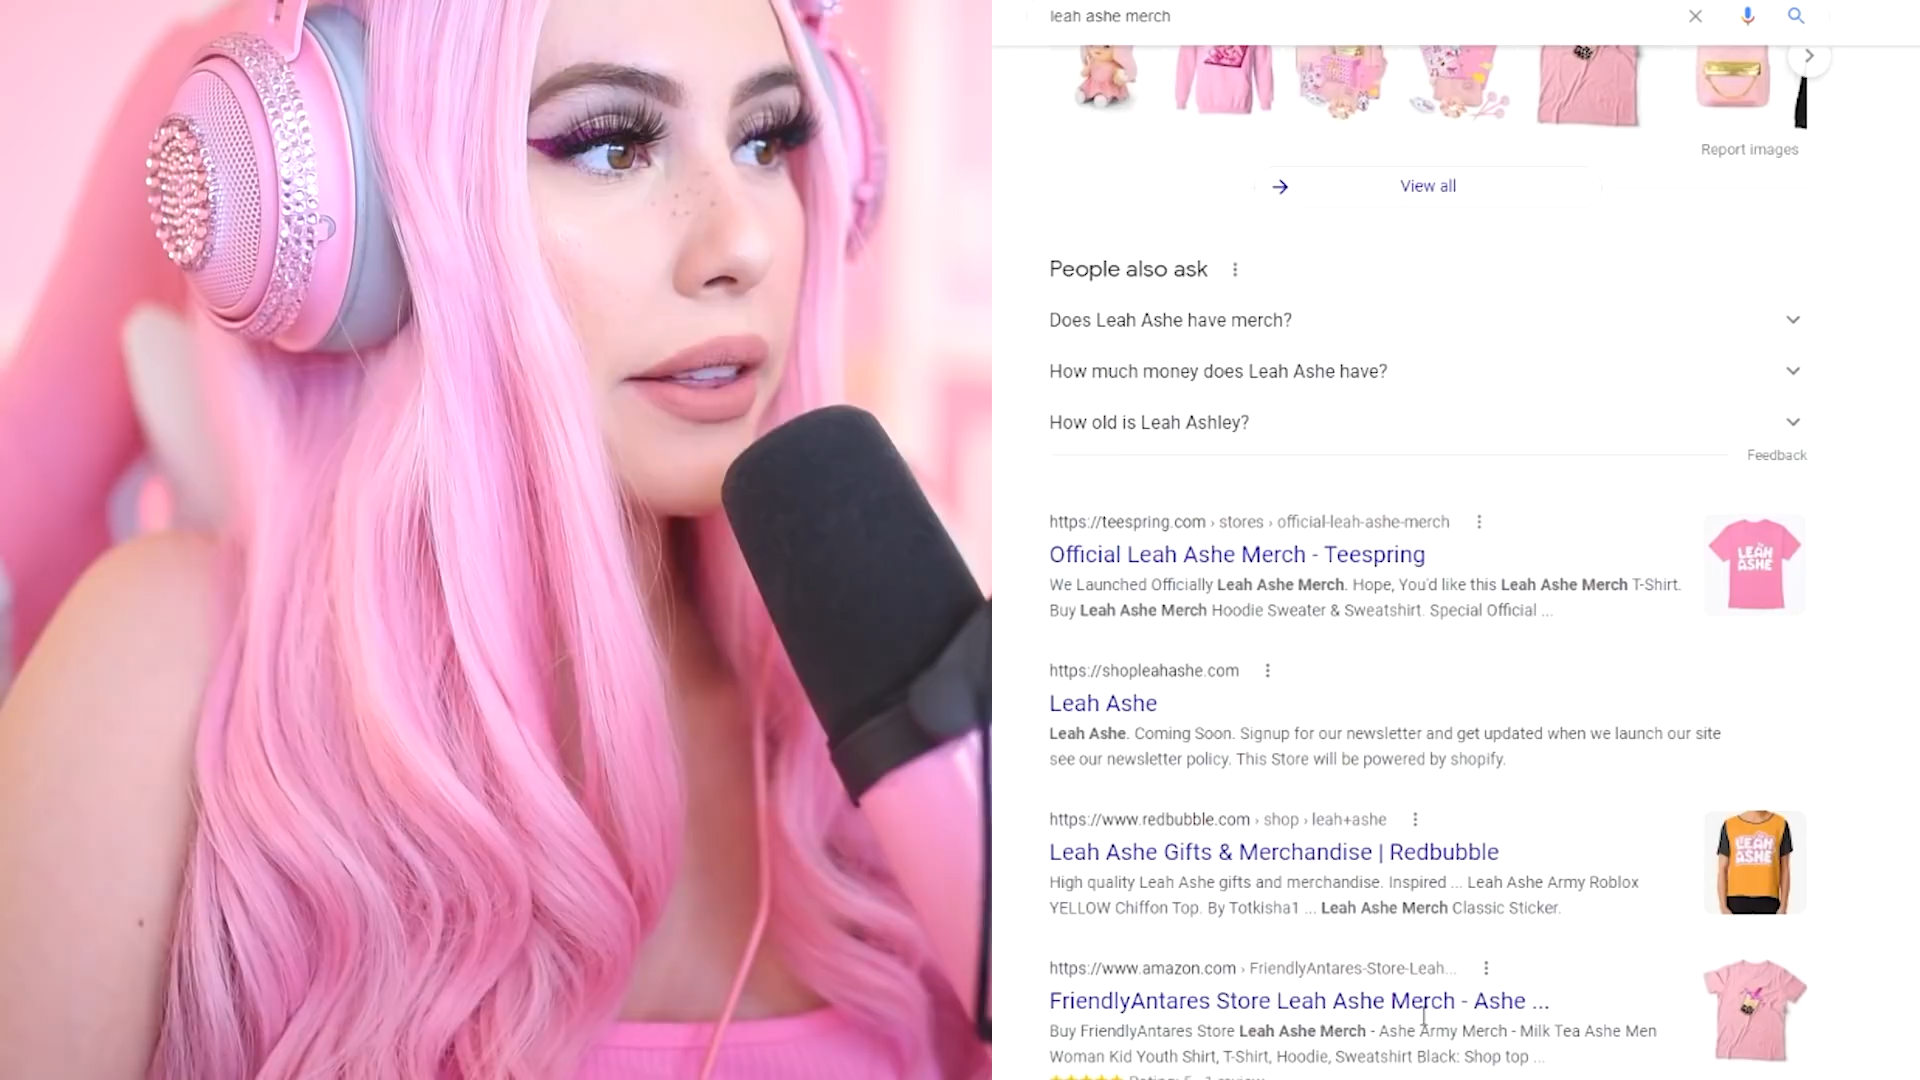 leah ashe merch
Report images
View all
People also ask
Does Leah Ashe have merch?
How much money does Leah Ashe have?
How old is Leah Ashley?
Feedback
https://teespring.com › stores › official-leah-ashe-merch
Official Leah Ashe Merch - Teespring
We Launched Officially Leah Ashe Merch. Hope, You'd like this Leah Ashe Merch T-Shirt.
Buy Leah Ashe Merch Hoodie Sweater & Sweatshirt. Special Official ...
LEAH
ASHE
https://shopleahashe.com
Leah Ashe
Leah Ashe. Coming Soon. Signup for our newsletter and get updated when we launch our site
see our newsletter policy. This Store will be powered by shopify.
https://www.redbubble.com › shop › leah+ashe
Leah Ashe Gifts & Merchandise | Redbubble
High quality Leah Ashe gifts and merchandise. Inspired ... Leah Ashe Army Roblox
YELLOW Chiffon Top. By Totkisha1 ... Leah Ashe Merch Classic Sticker.
LEAH
ASHE
https://www.amazon.com › FriendlyAntares-Store-Leah...
FriendlyAntares Store Leah Ashe Merch - Ashe ...
Buy FriendlyAntares Store Leah Ashe Merch - Ashe Army Merch - Milk Tea Ashe Men
Woman Kid Youth Shirt, T-Shirt, Hoodie, Sweatshirt Black: Shop top ...